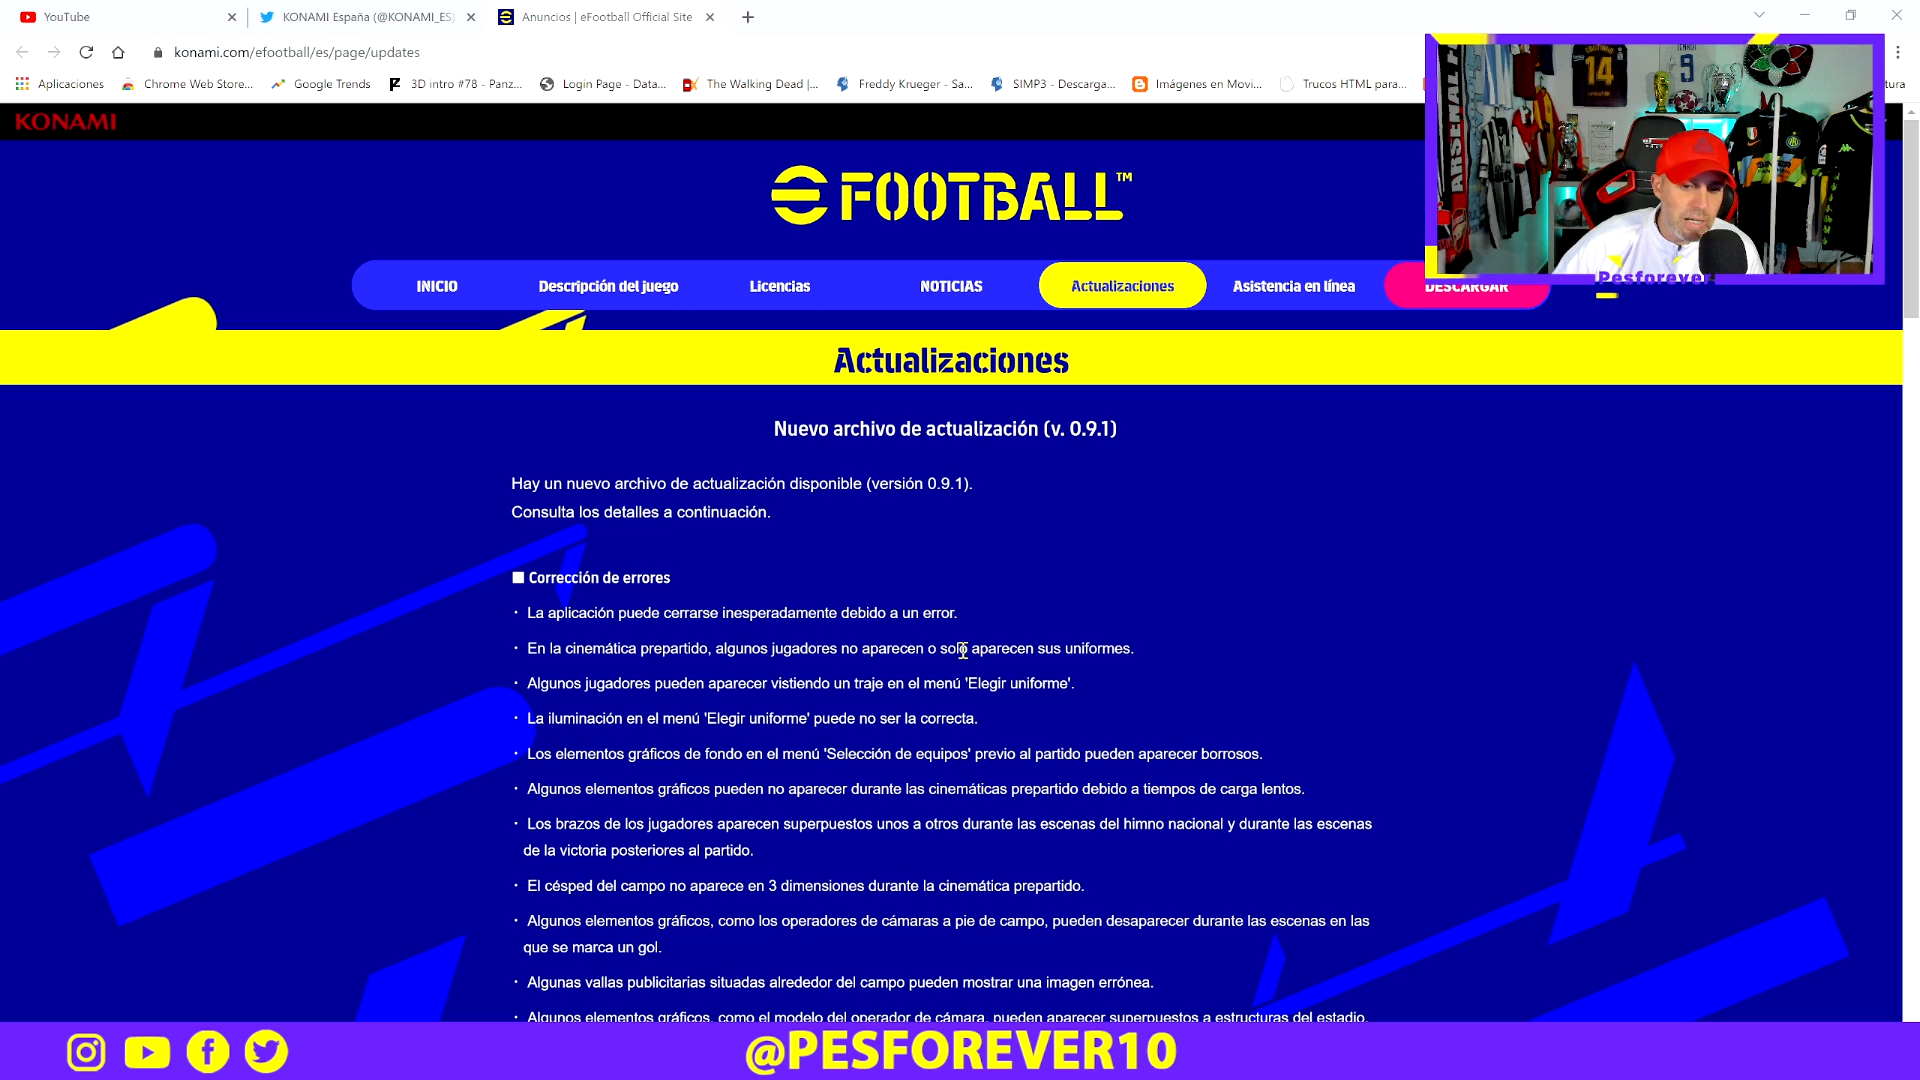 YouTube
KONAMI España (@KONAMI_ES)
Anuncios | eFootball Official Site
konami.com/efootball/es/page/updates
Aplicaciones
Chrome Web Store...
Google Trends
3D intro #78 - Panz...
Login Page - Data...
The Walking Dead |...
Freddy Krueger - Sa...
SIMP3 - Descarga...
Imágenes en Movi...
Trucos HTML para...
tura
KONAMI
eFOOTBALL™
INICIO
Descripción del juego
Licencias
NOTICIAS
Actualizaciones
Asistencia en línea
DESCARGAR
ARSENAL
14
9
Pesforever
Actualizaciones
Nuevo archivo de actualización (v. 0.9.1)
Hay un nuevo archivo de actualización disponible (versión 0.9.1).
Consulta los detalles a continuación.
■ Corrección de errores
・ La aplicación puede cerrarse inesperadamente debido a un error.
・ En la cinemática prepartido, algunos jugadores no aparecen o solo aparecen sus uniformes.
・ Algunos jugadores pueden aparecer vistiendo un traje en el menú 'Elegir uniforme'.
・ La iluminación en el menú 'Elegir uniforme' puede no ser la correcta.
・ Los elementos gráficos de fondo en el menú 'Selección de equipos' previo al partido pueden aparecer borrosos.
・ Algunos elementos gráficos pueden no aparecer durante las cinemáticas prepartido debido a tiempos de carga lentos.
・ Los brazos de los jugadores aparecen superpuestos unos a otros durante las escenas del himno nacional y durante las escenas
de la victoria posteriores al partido.
・ El césped del campo no aparece en 3 dimensiones durante la cinemática prepartido.
・ Algunos elementos gráficos, como los operadores de cámaras a pie de campo, pueden desaparecer durante las escenas en las
que se marca un gol.
・ Algunas vallas publicitarias situadas alrededor del campo pueden mostrar una imagen errónea.
・ Algunos elementos gráficos, como el modelo del operador de cámara, pueden aparecer superpuestos a estructuras del estadio.
@PESFOREVER10